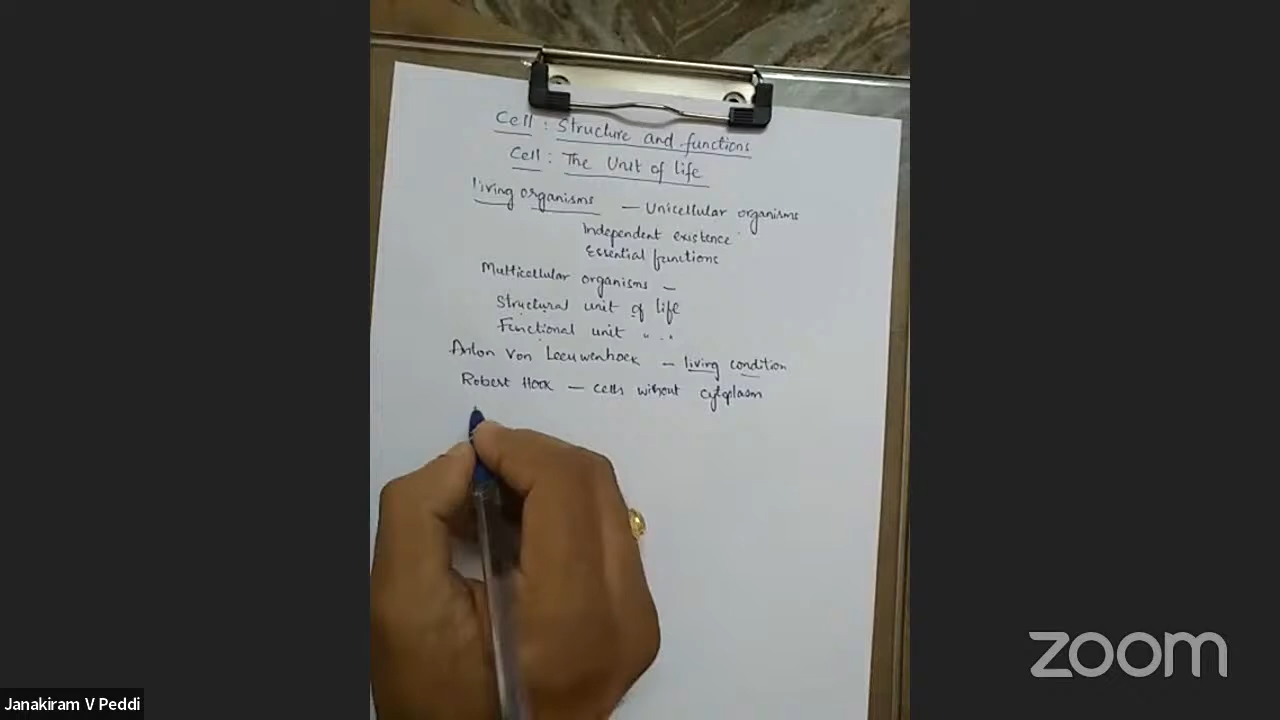 Cell : Structure and functions
Cell : The Unit of life
living organisms — Unicellular organisms
Independent existence
Essential functions
Multicellular organisms —
Structural unit of life
Functional unit " "
Anton Von Leeuwenhoek — living condition
Robert Hook — cells without cytoplasm
zoom
Janakiram V Peddi